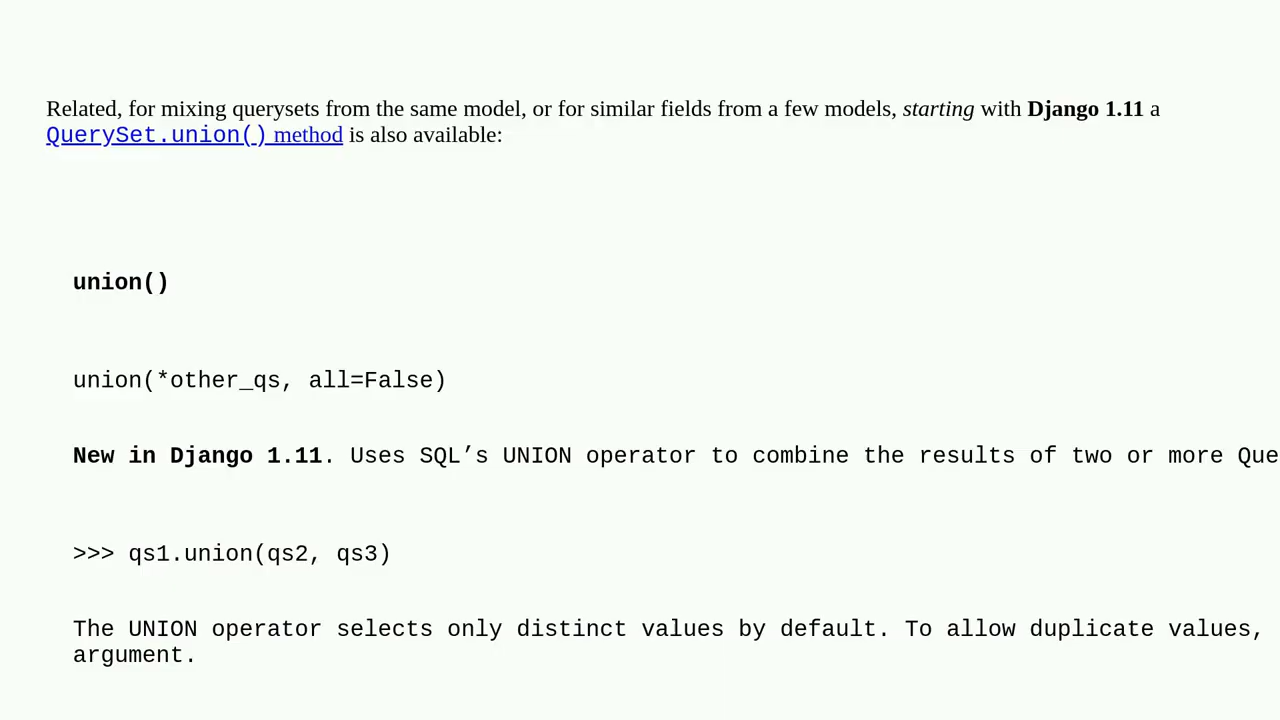 Related, for mixing querysets from the same model, or for similar fields from a few models, starting with Django 1.11 a
QuerySet.union() method is also available:
union()
union(*other_qs, all=False)
New in Django 1.11. Uses SQL’s UNION operator to combine the results of two or more Que
>>> qs1.union(qs2, qs3)
The UNION operator selects only distinct values by default. To allow duplicate values,
argument.